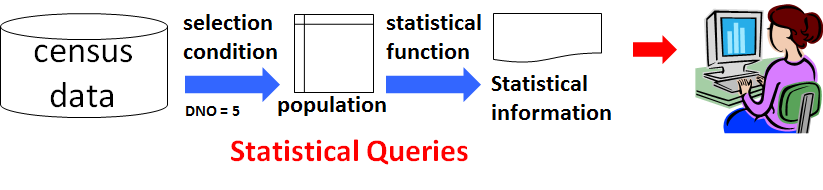 census
data
selection
condition
DNO = 5
population
statistical
function
Statistical
information
Statistical Queries